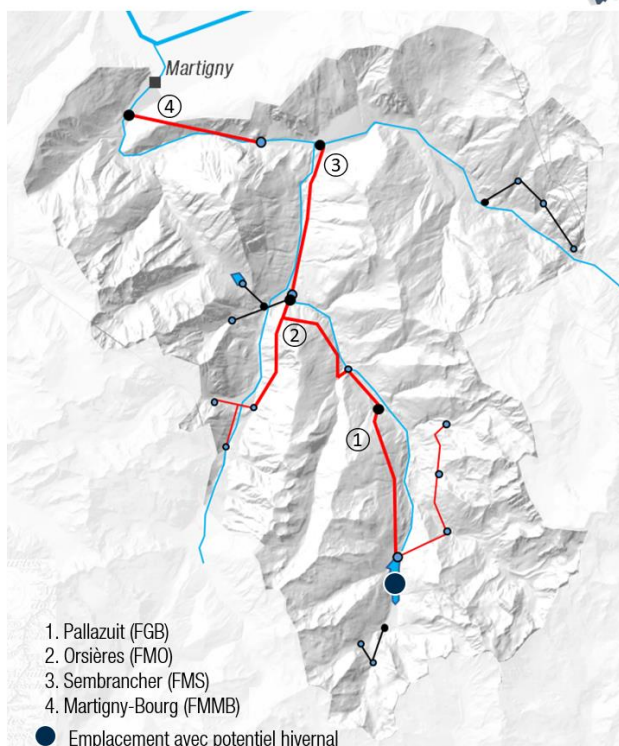 Martigny
④
③
②
①
1. Pallazuit (FGB)
2. Orsières (FMO)
3. Sembrancher (FMS)
4. Martigny-Bourg (FMMB)
Emplacement avec potentiel hivernal